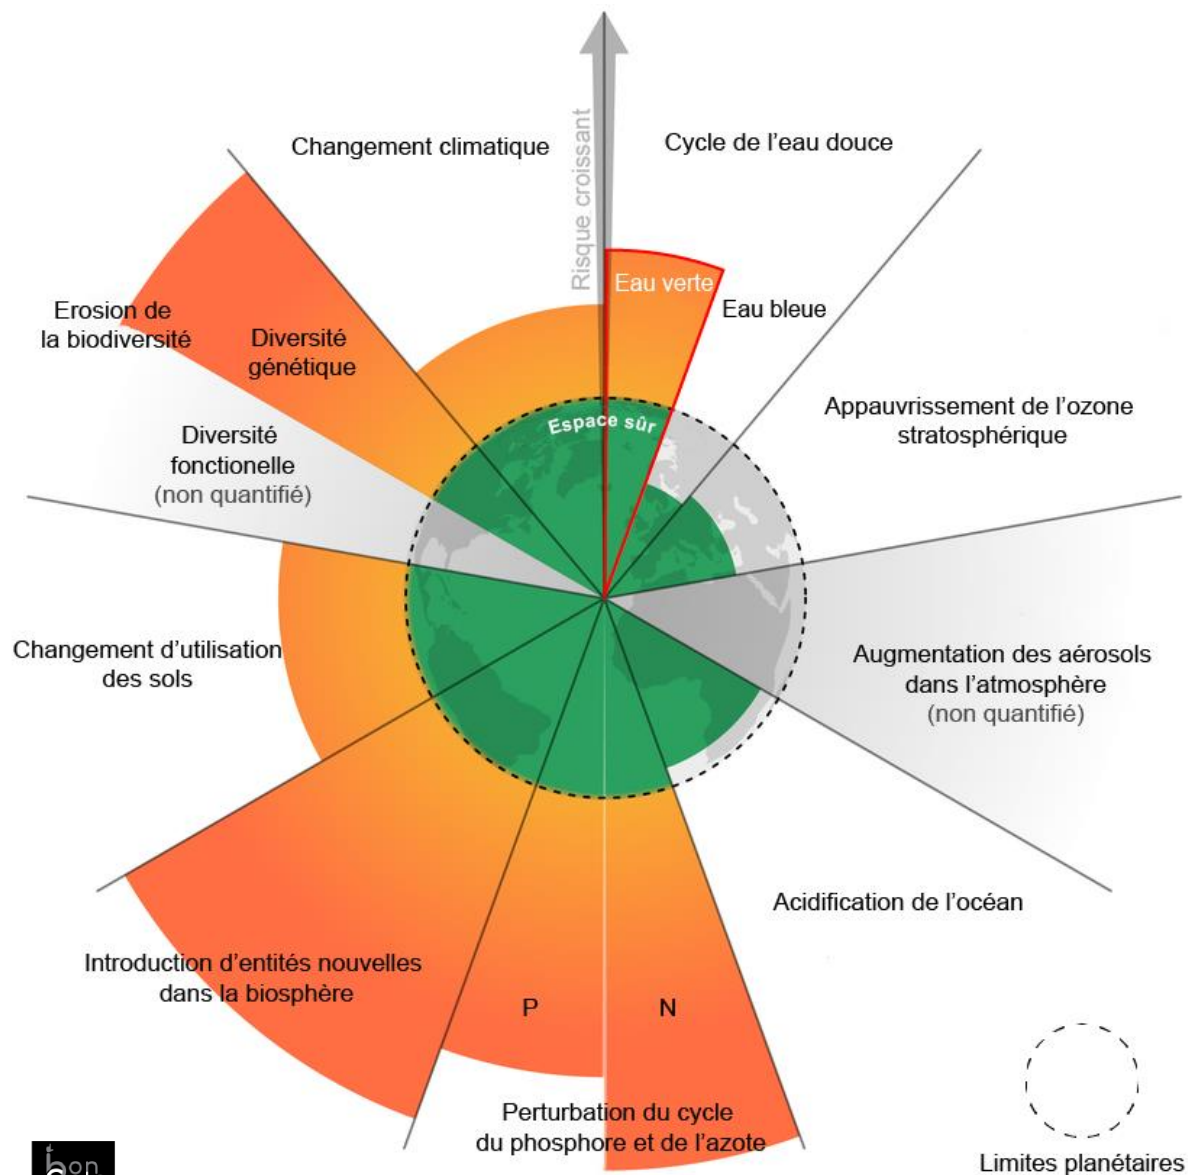 Changement climatique
Cycle de l'eau douce
Risque croissant
Eau verte
Eau bleue
Erosion de
la biodiversité
Diversité
génétique
Espace sûr
Appauvrissement de l'ozone
stratosphérique
Diversité
fonctionelle
(non quantifié)
Changement d'utilisation
des sols
Augmentation des aérosols
dans l'atmosphère
(non quantifié)
Acidification de l'océan
Introduction d'entités nouvelles
dans la biosphère
P
N
Perturbation du cycle
du phosphore et de l'azote
Limites planétaires
bon